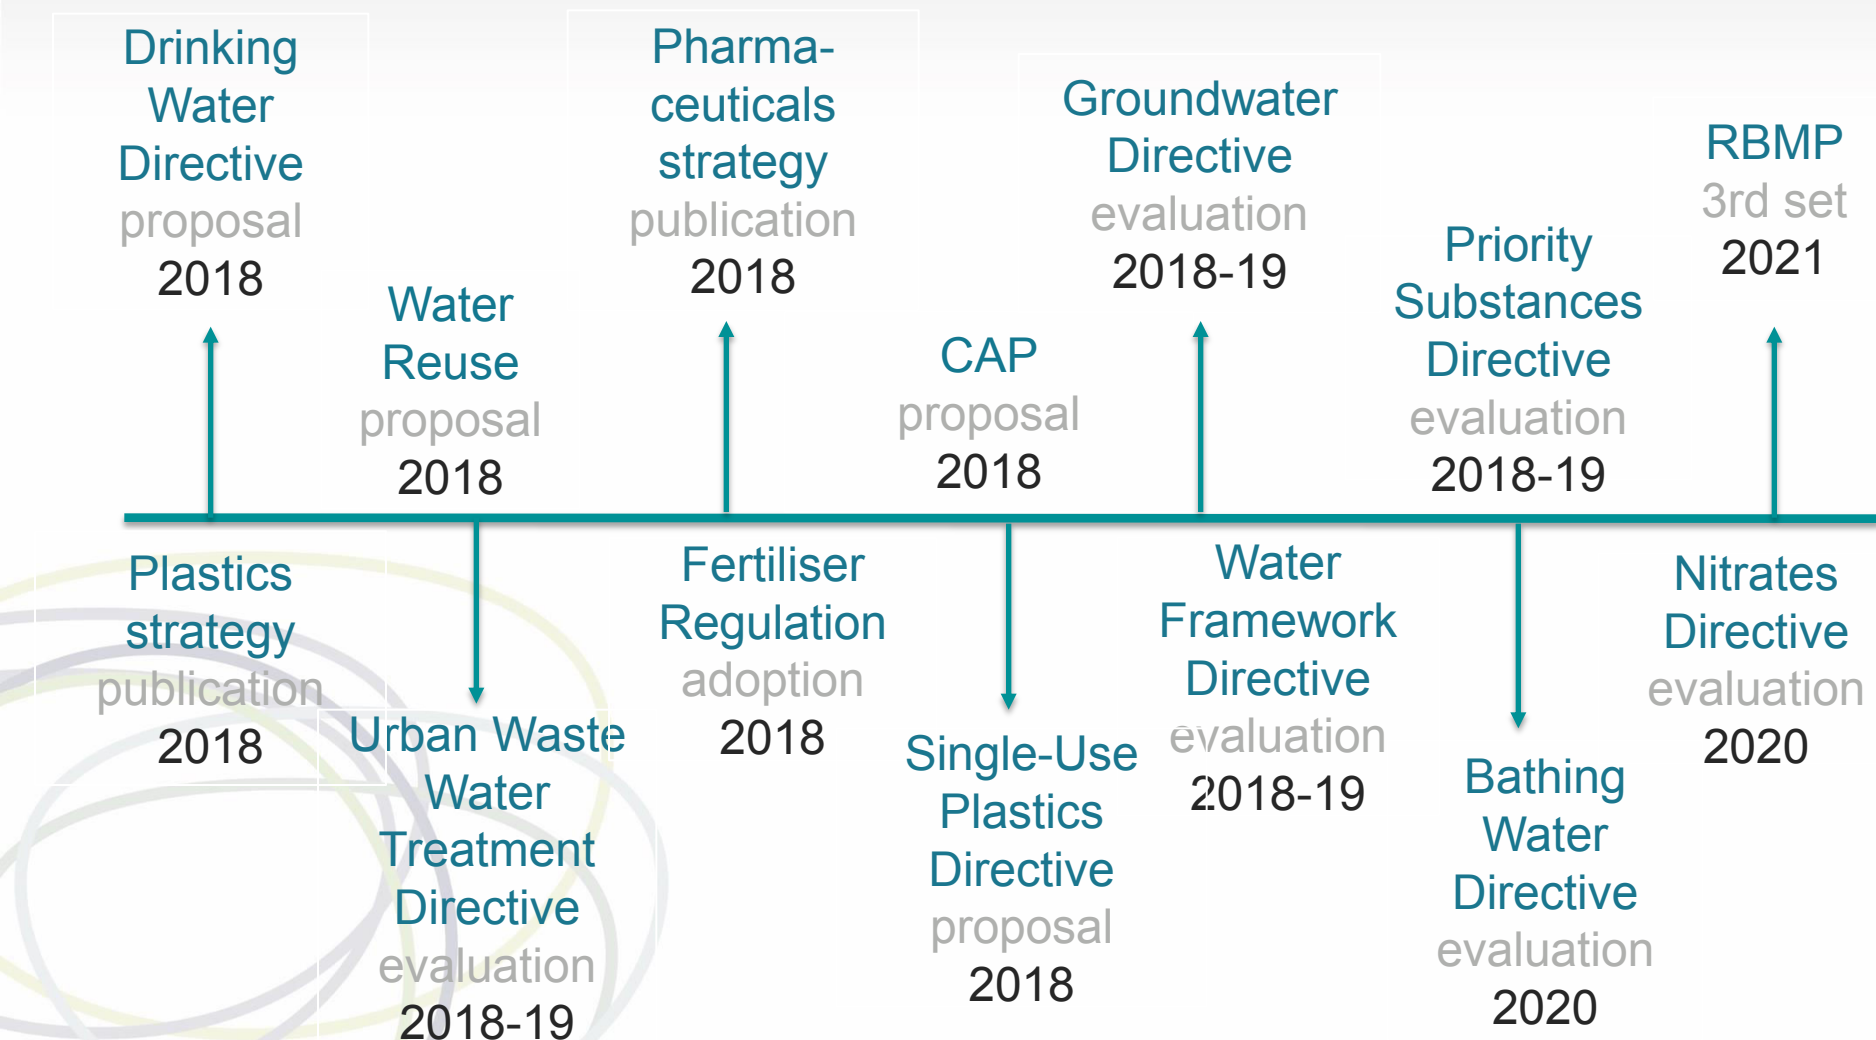 Drinking
Water
Directive
proposal
2018
Water
Reuse
proposal
2018
Pharma-
ceuticals
strategy
publication
2018
CAP
proposal
2018
Groundwater
Directive
evaluation
2018-19
Priority
Substances
Directive
evaluation
2018-19
RBMP
3rd set
2021
Plastics
strategy
publication
2018
Urban Waste
Water
Treatment
Directive
evaluation
2018-19
Fertiliser
Regulation
adoption
2018
Single-Use
Plastics
Directive
proposal
2018
Water
Framework
Directive
evaluation
2018-19
Bathing
Water
Directive
evaluation
2020
Nitrates
Directive
evaluation
2020